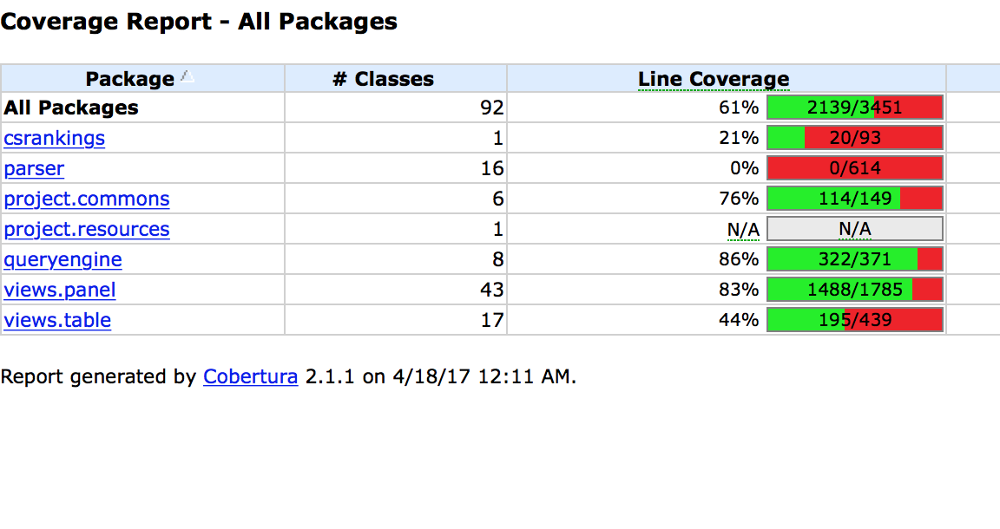 Coverage Report - All Packages
Package # Classes Line Coverage
All Packages 92 61% 2139/3451
csrankings 1 21% 20/93
parser 16 0% 0/614
project.commons 6 76% 114/149
project.resources 1 N/A N/A
queryengine 8 86% 322/371
views.panel 43 83% 1488/1785
views.table 17 44% 195/439
Report generated by Cobertura 2.1.1 on 4/18/17 12:11 AM.